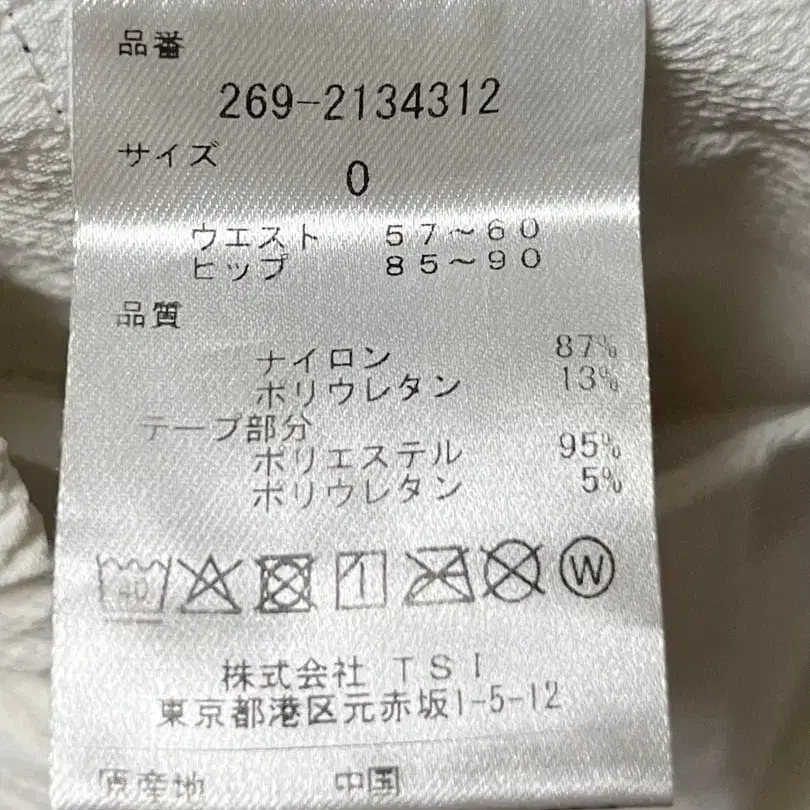 品番
269-2134312
サイズ
0
ウエスト 57〜60
ヒップ 85〜90
品質
ナイロン 87%
ポリウレタン 13%
テープ部分
ポリエステル 95%
ポリウレタン 5%
40 W
株式会社 TSI
東京都港区元赤坂1-5-12
原産地 中国